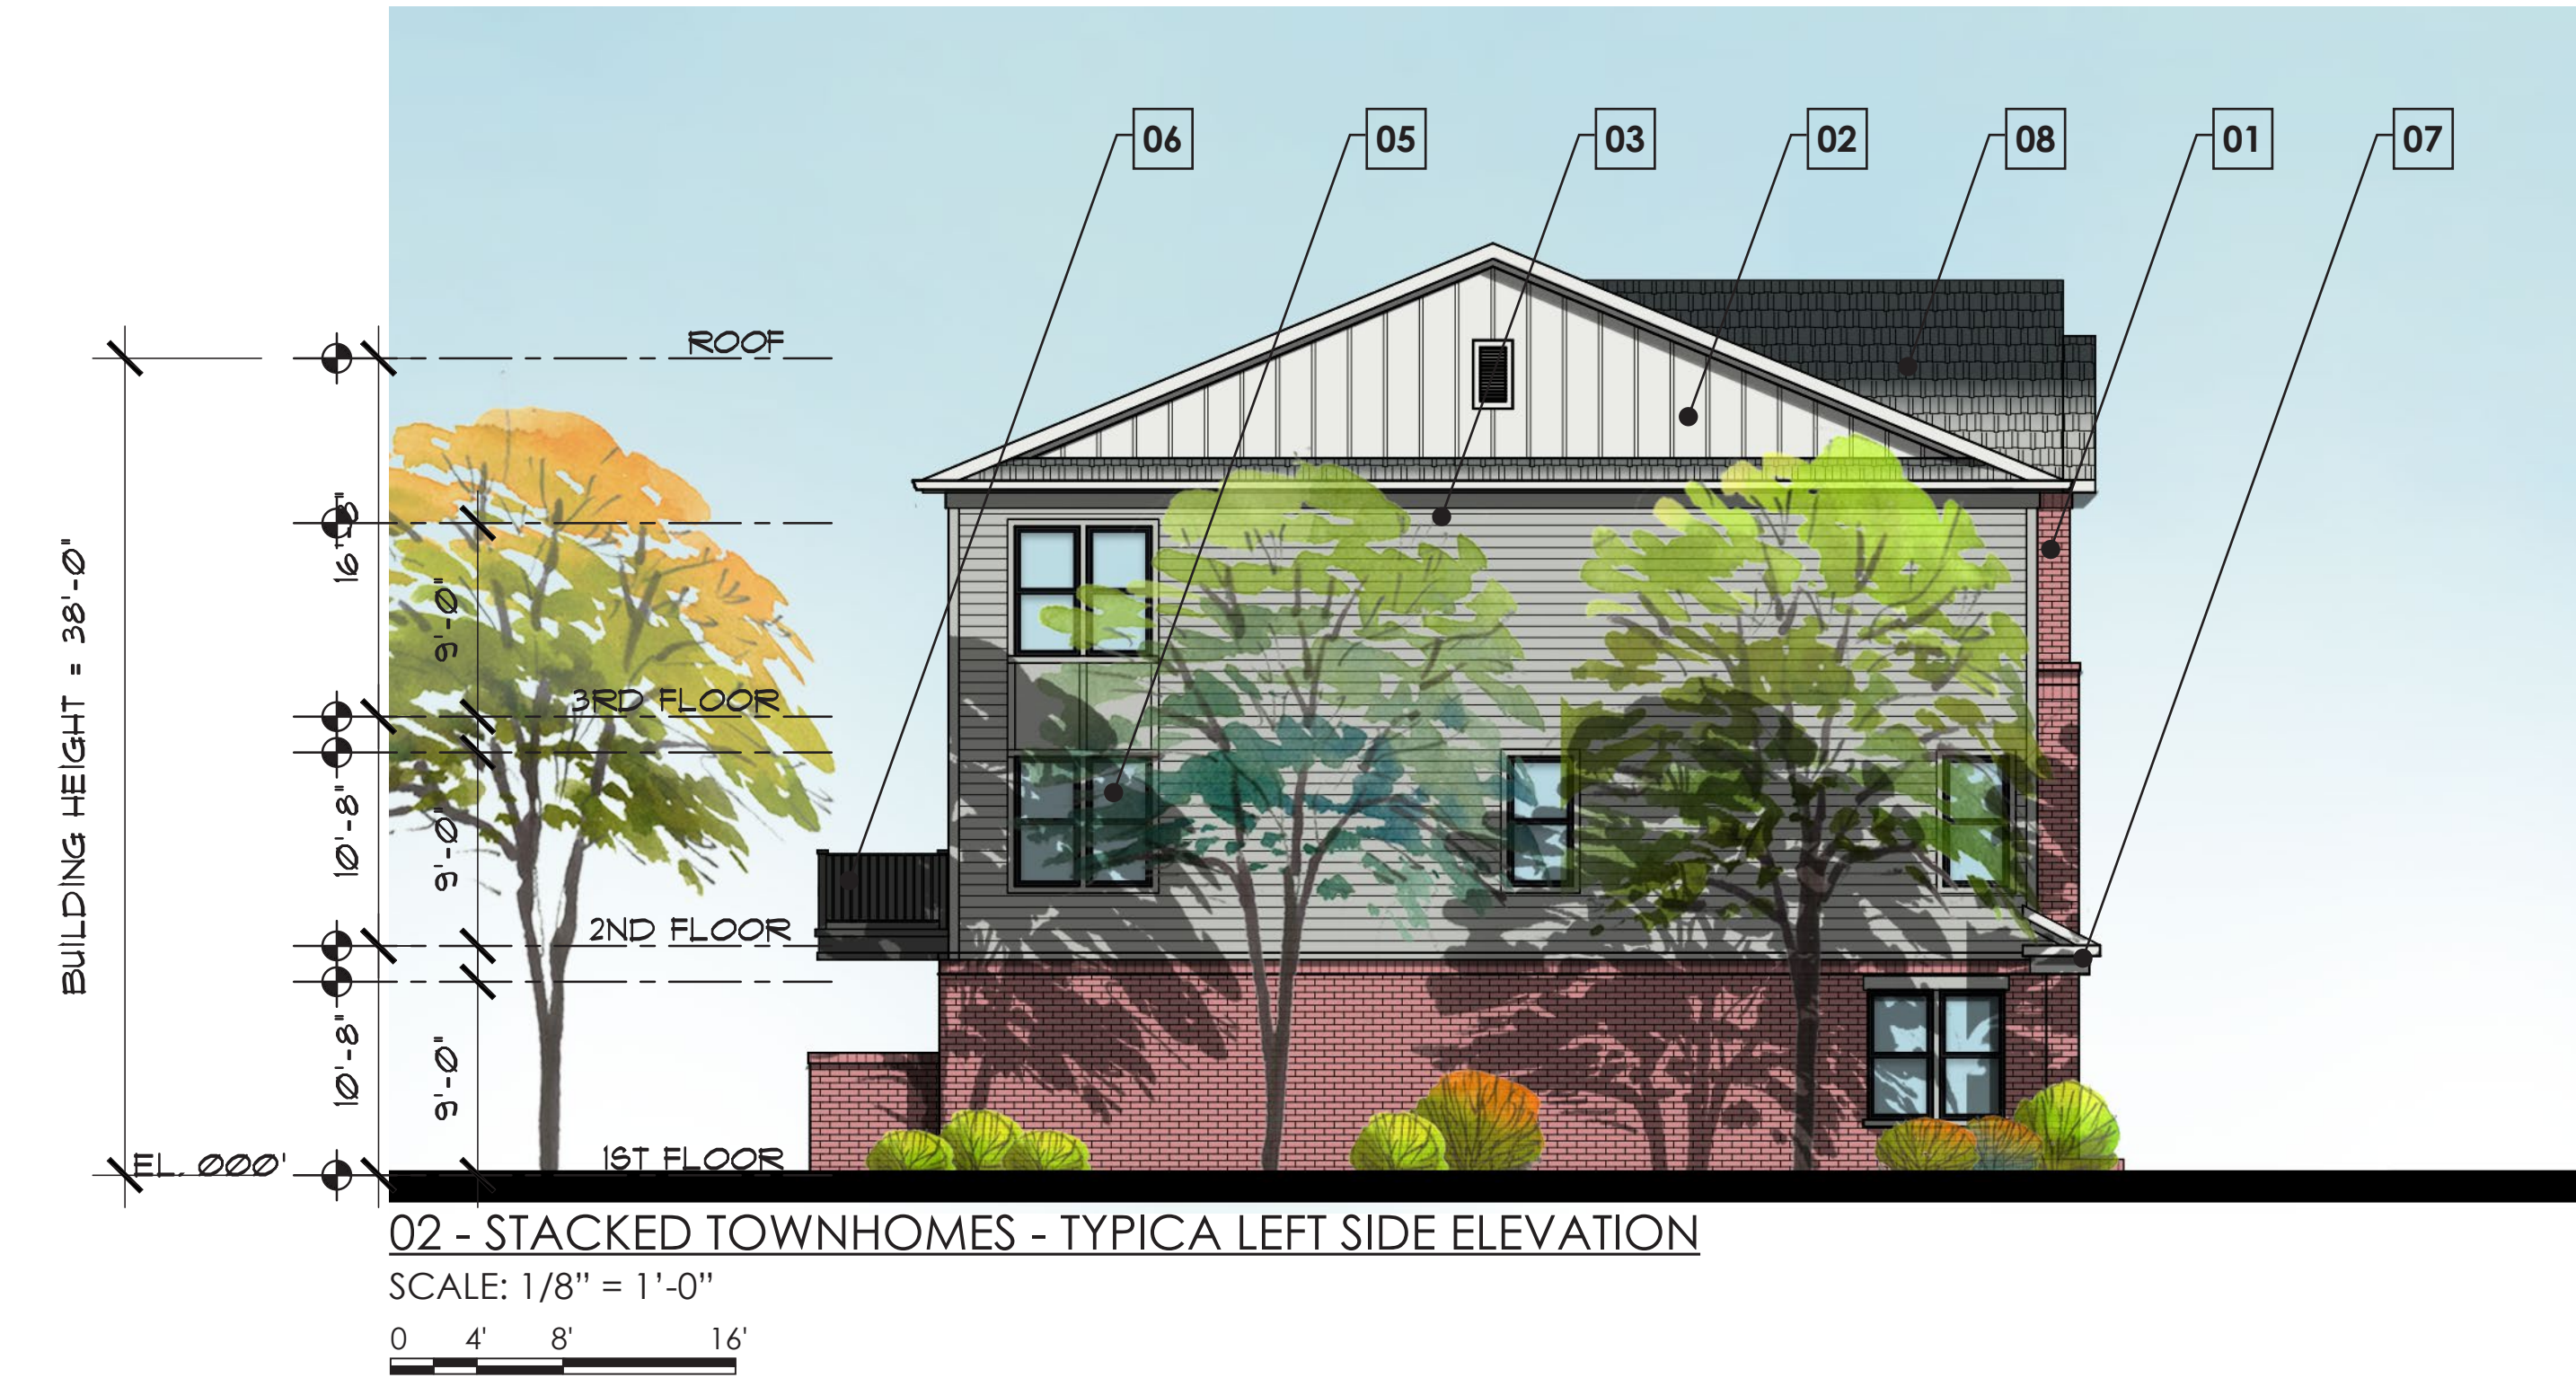 06 05 03 02 08 01 07
ROOF
16'-8"
9'-0"
BUILDING HEIGHT = 38'-0"
3RD FLOOR
10'-8"
9'-0"
2ND FLOOR
10'-8"
9'-0"
1ST FLOOR
EL. 000'
02 - STACKED TOWNHOMES - TYPICA LEFT SIDE ELEVATION
SCALE: 1/8” = 1’-0”
0 4' 8' 16'